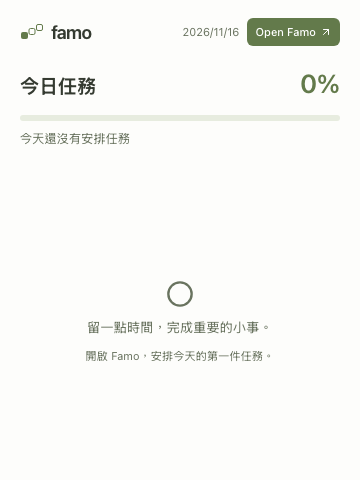 famo
2026/11/16
Open Famo
今日任務
0%
今天還沒有安排任務
留一點時間，完成重要的小事。
開啟 Famo，安排今天的第一件任務。